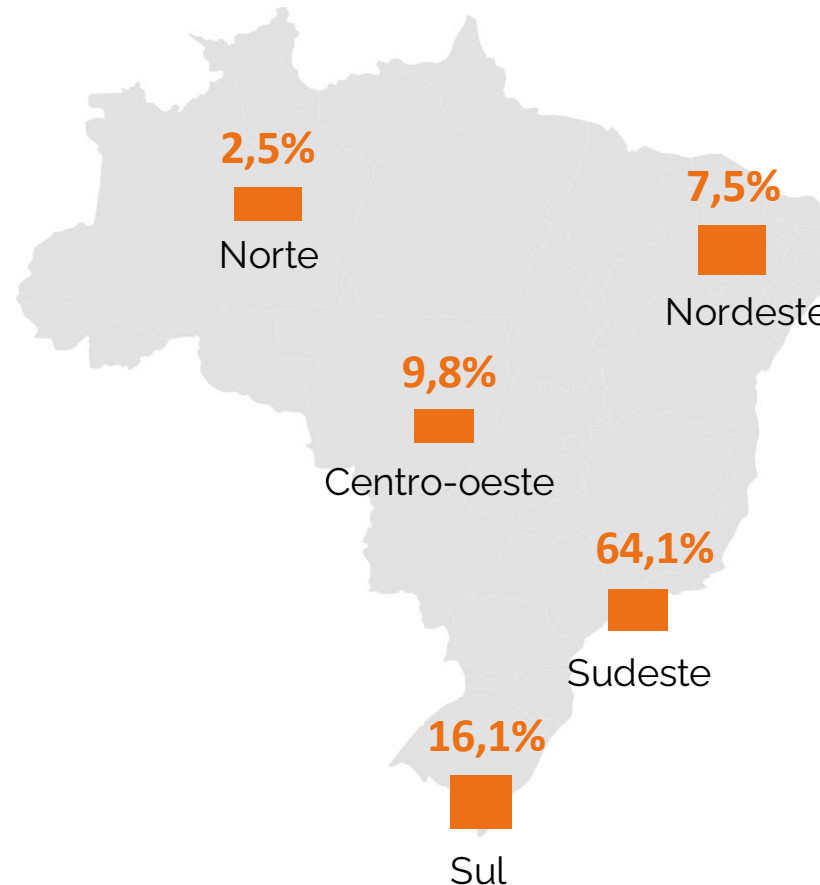 2,5%
Norte
7,5%
Nordeste
9,8%
Centro-oeste
64,1%
Sudeste
16,1%
Sul